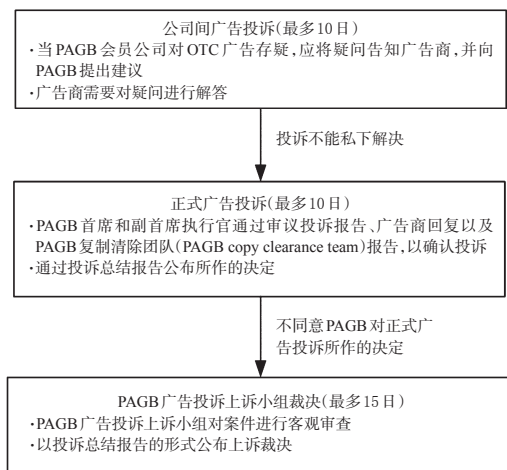 公司间广告投诉(最多10日)
·当PAGB会员公司对OTC广告存疑,应将疑问告知广告商,并向
PAGB提出建议
·广告商需要对疑问进行解答
投诉不能私下解决
正式广告投诉(最多10日)
·PAGB首席和副首席执行官通过审议投诉报告、广告商回复以及
PAGB复制清除团队(PAGB copy clearance team)报告,以确认投诉
·通过投诉总结报告公布所作的决定
不同意PAGB对正式广
告投诉所作的决定
PAGB广告投诉上诉小组裁决(最多15日)
·PAGB广告投诉上诉小组对案件进行客观审查
·以投诉总结报告的形式公布上诉裁决